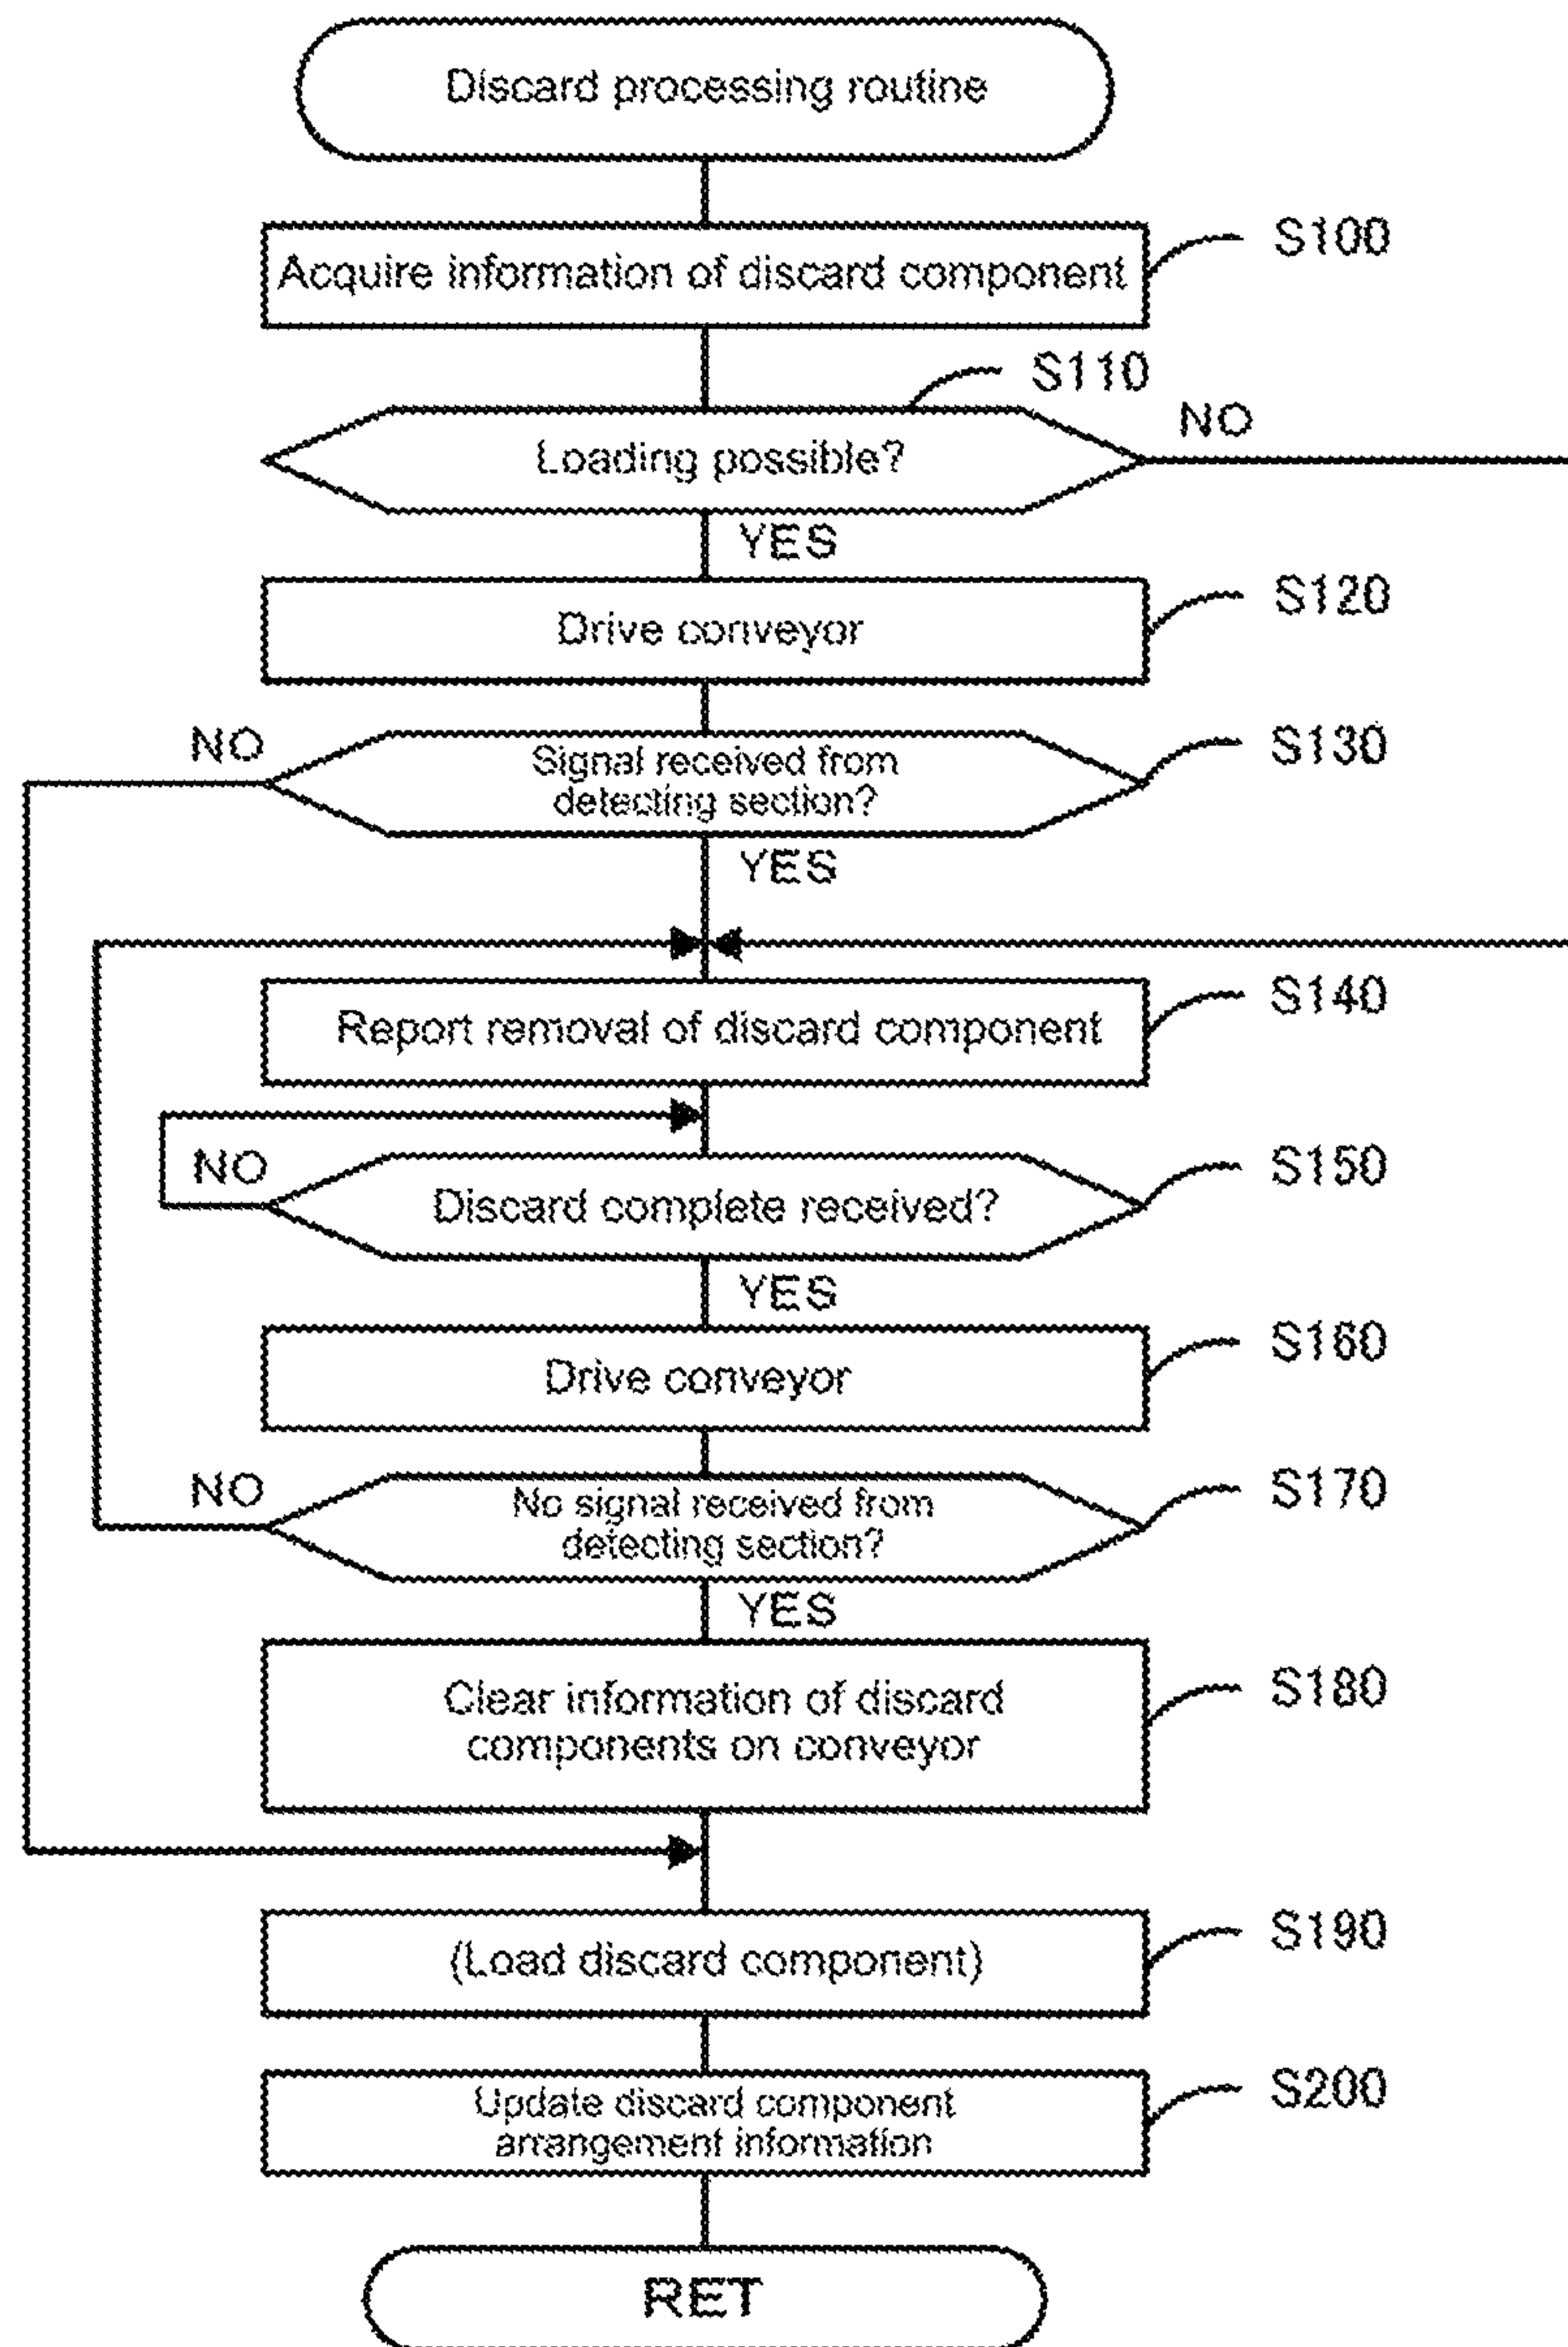 Discard processing routine
Acquire information of discard component
S100
S110
Loading possible?
NO
YES
Drive conveyor
S120
NO
Signal received from
detecting section?
S130
YES
Report removal of discard component
S140
NO
Discard complete received?
S150
YES
Drive conveyor
S160
NO
No signal received from
detecting section?
S170
YES
Clear information of discard
components on conveyor
S180
(Load discard component)
S190
Update discard component
arrangement information
S200
RET